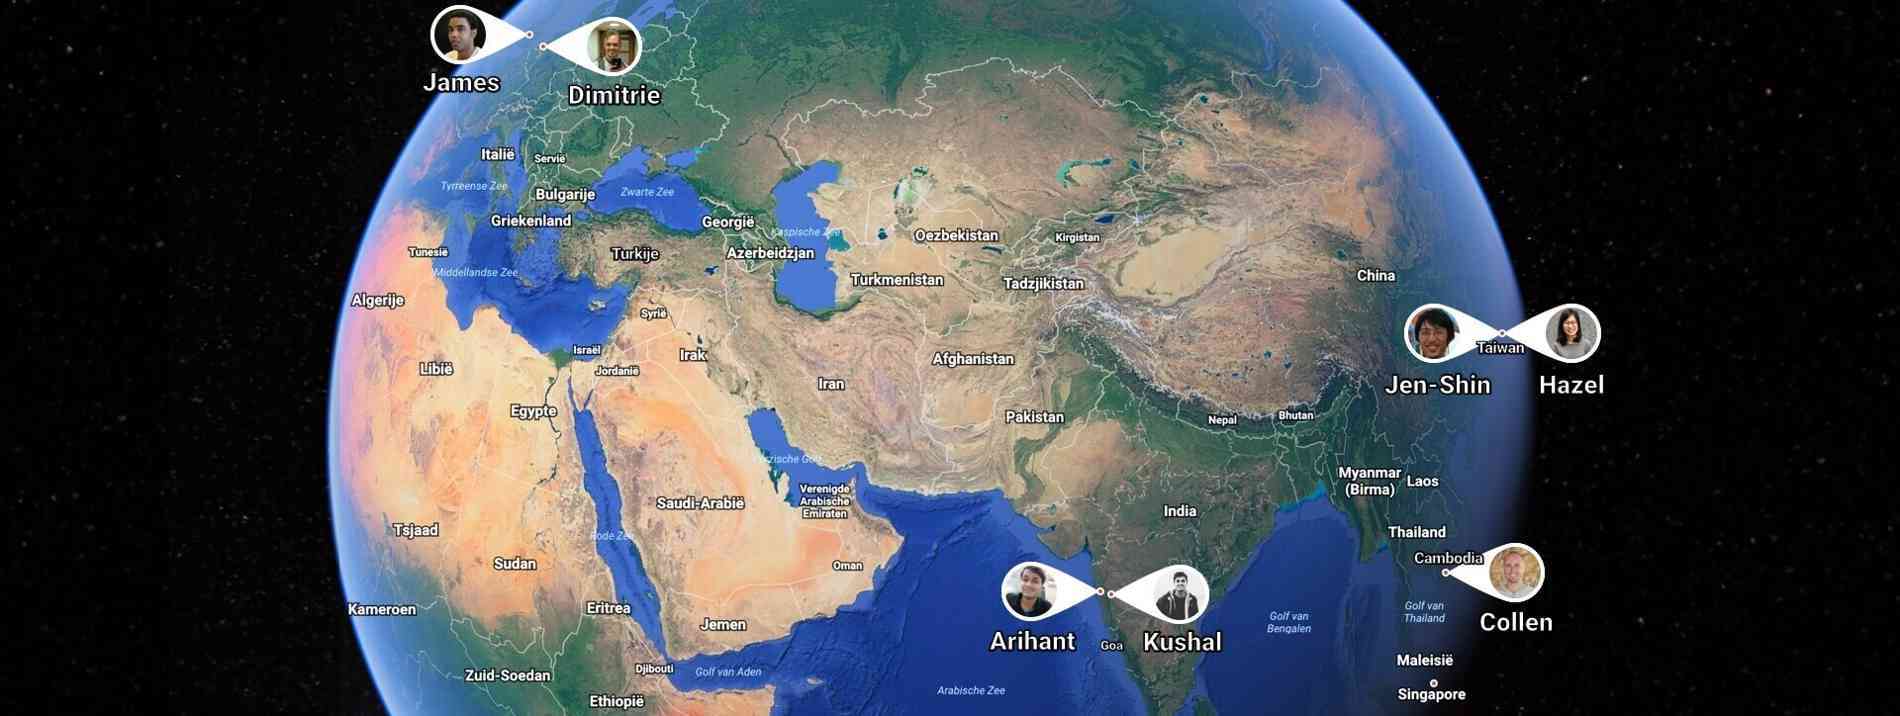 James
Dimitrie
Italië
Servië
Tyrreense Zee
Bulgarije
Zwarte Zee
Griekenland
Georgië
Kaspische Zee
Oezbekistan
Kirgistan
Tunesië
Turkije
Azerbeidzjan
Middellandse Zee
Turkmenistan
Tadzjikistan
China
Algerije
Syrië
Taiwan
Israël
Irak
Afghanistan
Libië
Jordanië
Iran
Jen-Shin
Hazel
Egypte
Pakistan
Nepal
Bhutan
Perzische Golf
Myanmar
(Birma)
Laos
Saudi-Arabië
Verenigde
Arabische
Emiraten
India
Tsjaad
Rode Zee
Thailand
Sudan
Oman
Cambodja
Kameroen
Eritrea
Golf van
Thailand
Golf van
Bengalen
Jemen
Collen
Arihant
Goa
Kushal
Djibouti
Golf van Aden
Maleisië
Zuid-Soedan
Arabische Zee
Singapore
Ethiopië